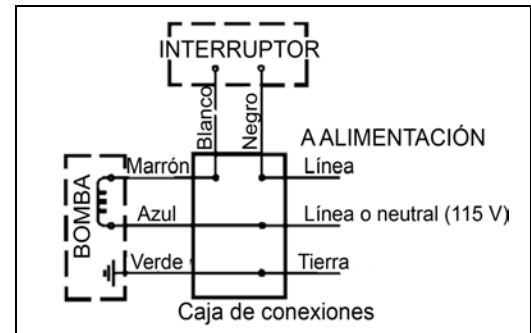 INTERRUPTOR
Blanco
Negro
A ALIMENTACIÓN
Marrón
Línea
BOMBA
Azul
Línea o neutral (115 V)
Verde
Tierra
Caja de conexiones